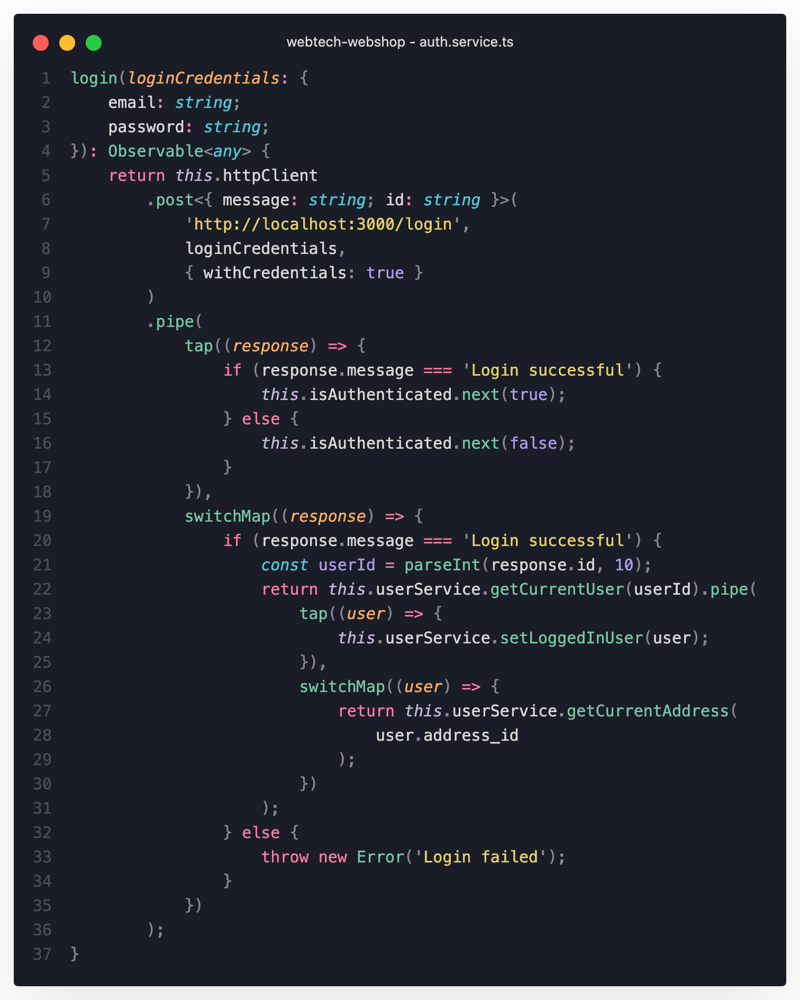 webtech-webshop - auth.service.ts
1 login(loginCredentials: {
2     email: string;
3     password: string;
4 }): Observable<any> {
5     return this.httpClient
6         .post<{ message: string; id: string }>(
7             'http://localhost:3000/login',
8             loginCredentials,
9             { withCredentials: true }
10         )
11         .pipe(
12             tap((response) => {
13                 if (response.message === 'Login successful') {
14                     this.isAuthenticated.next(true);
15                 } else {
16                     this.isAuthenticated.next(false);
17                 }
18             }),
19             switchMap((response) => {
20                 if (response.message === 'Login successful') {
21                     const userId = parseInt(response.id, 10);
22                     return this.userService.getCurrentUser(userId).pipe(
23                         tap((user) => {
24                             this.userService.setLoggedInUser(user);
25                         }),
26                         switchMap((user) => {
27                             return this.userService.getCurrentAddress(
28                                 user.address_id
29                             );
30                         })
31                     );
32                 } else {
33                     throw new Error('Login failed');
34                 }
35             })
36         );
37 }